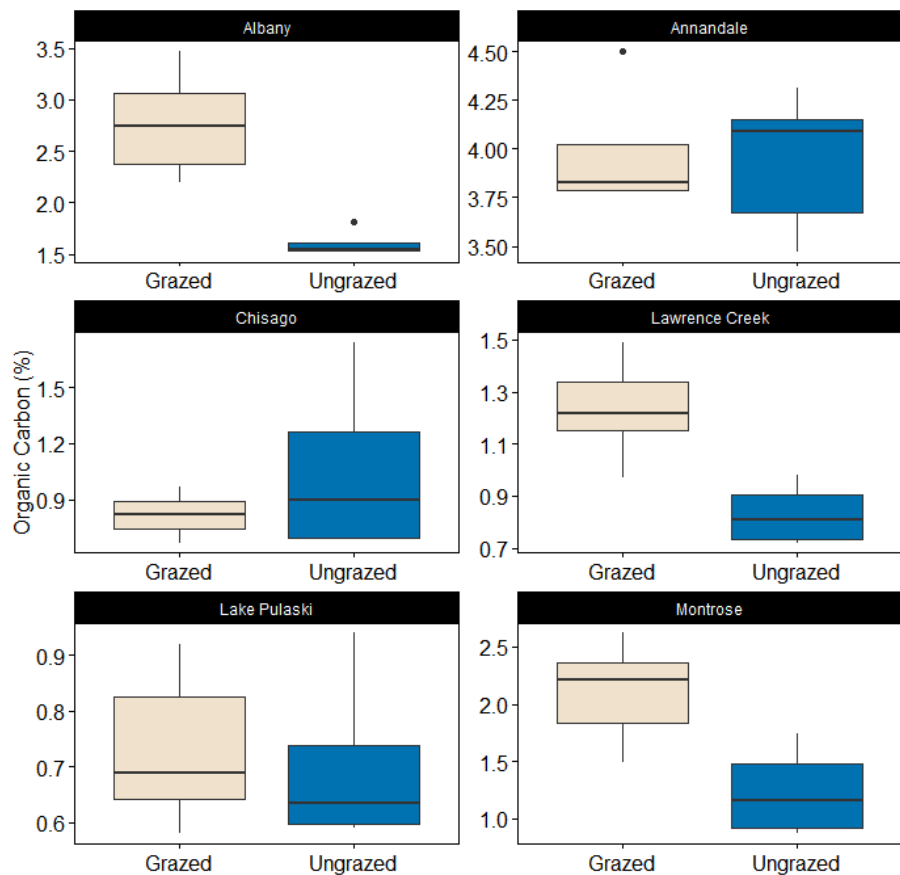 Albany
Annandale
3.5
3.0
2.5
2.0
1.5
4.50
4.25
4.00
3.75
3.50
Grazed
Ungrazed
Grazed
Ungrazed
Chisago
Lawrence Creek
Organic Carbon (%)
1.5
1.2
0.9
1.5
1.3
1.1
0.9
0.7
Grazed
Ungrazed
Grazed
Ungrazed
Lake Pulaski
Montrose
0.9
0.8
0.7
0.6
2.5
2.0
1.5
1.0
Grazed
Ungrazed
Grazed
Ungrazed